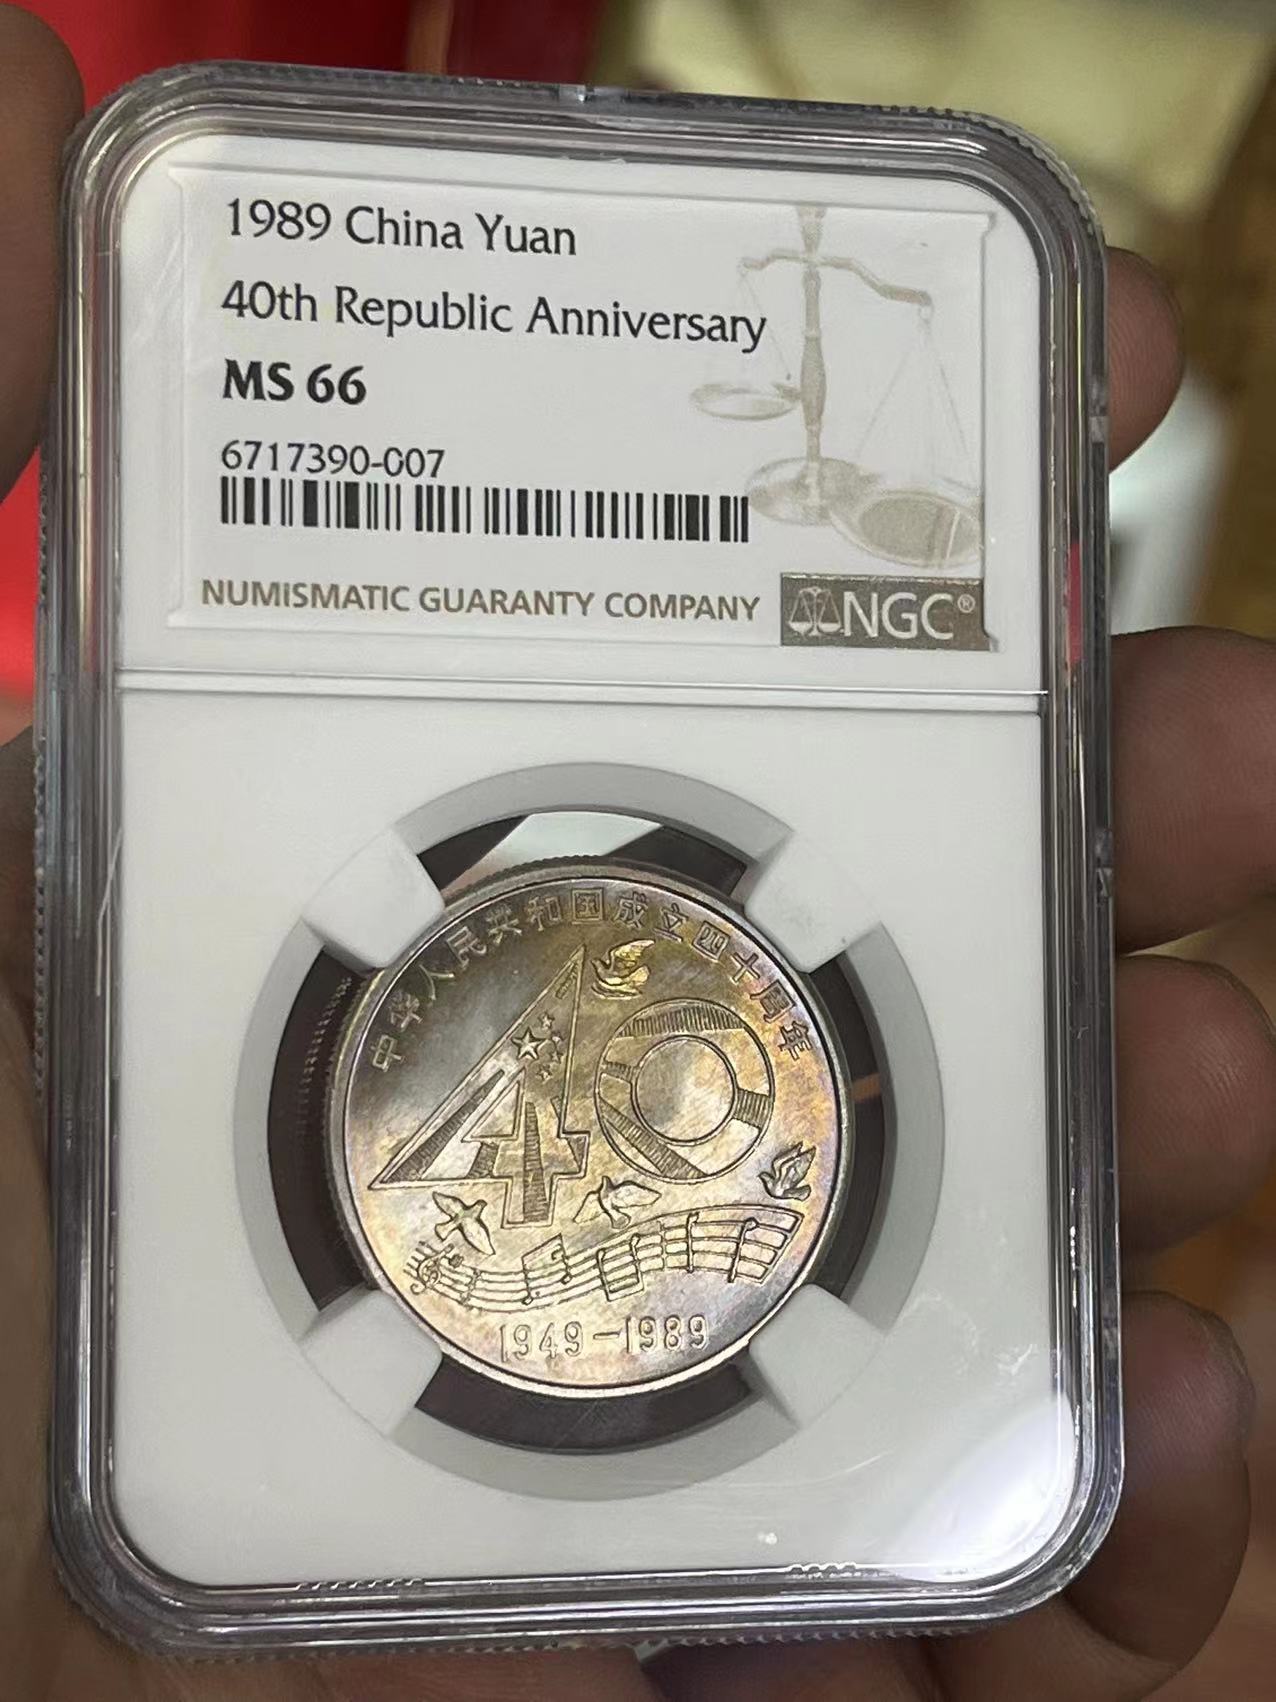 1989 China Yuan
40th Republic Anniversary
MS 66
6717390-007
NUMISMATIC GUARANTY COMPANY
NGC®
中华人民共和国成立四十周年
40
1949-1989